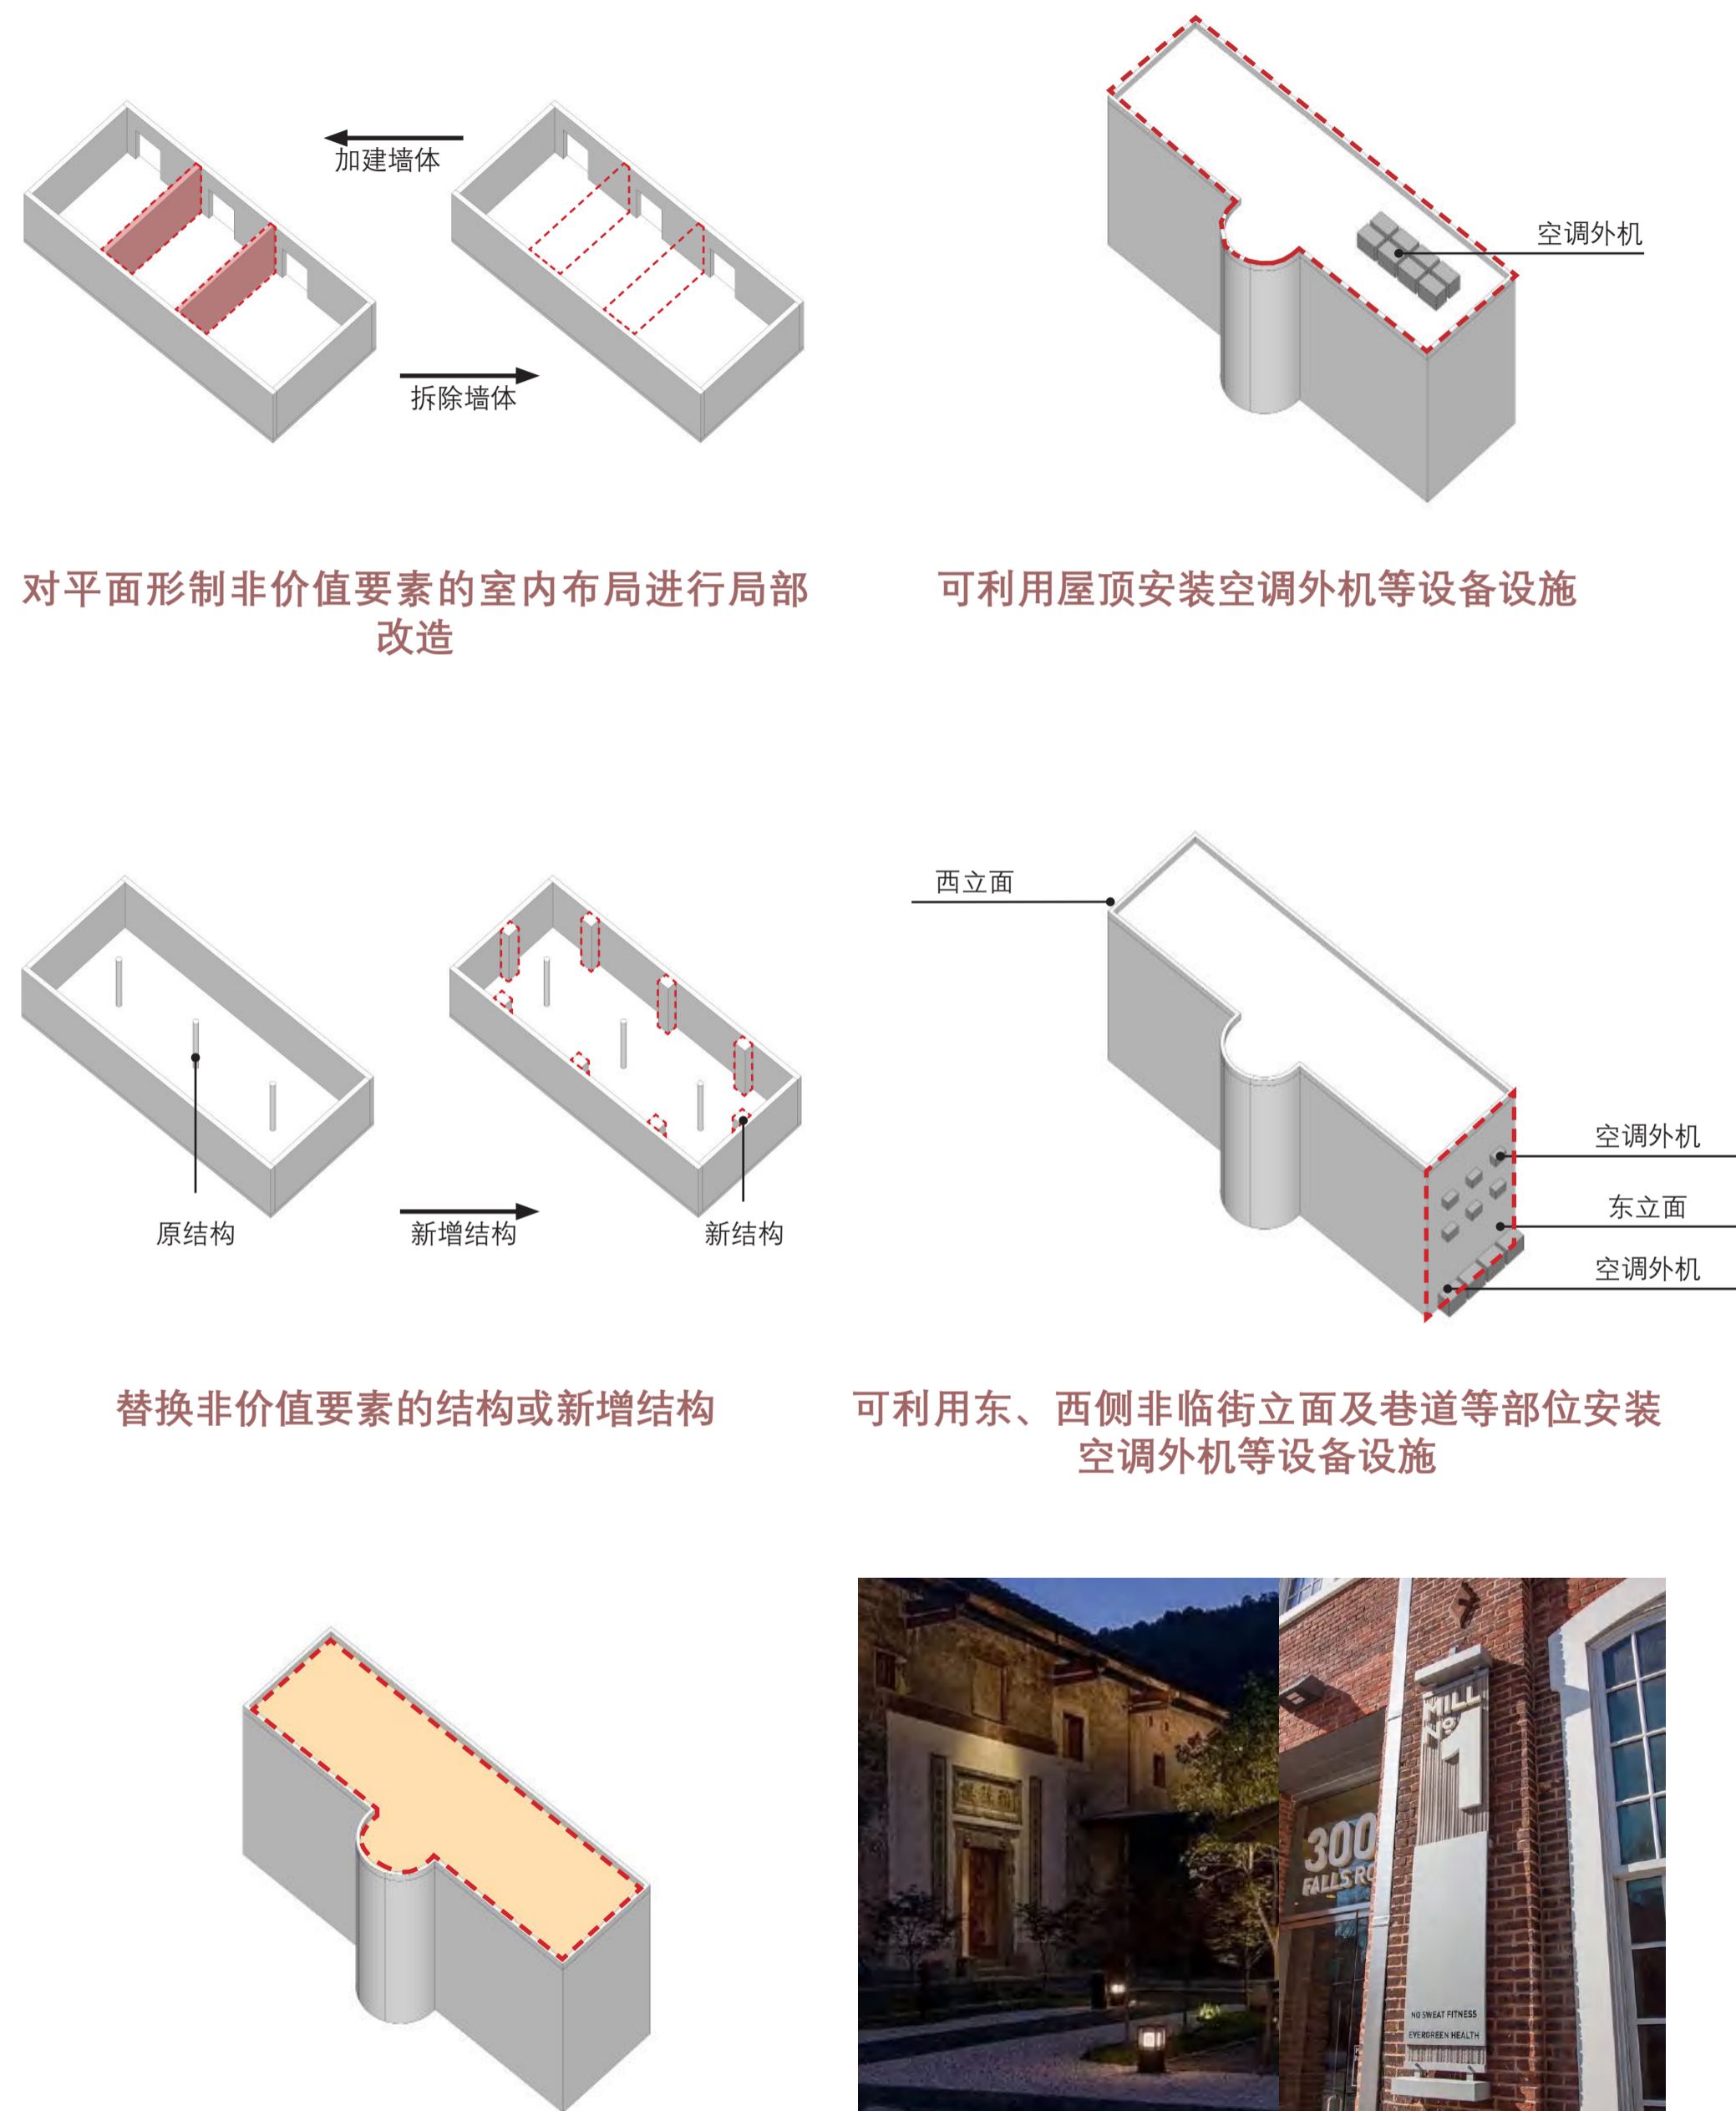 加建墙体
拆除墙体
空调外机
对平面形制非价值要素的室内布局进行局部
改造
可利用屋顶安装空调外机等设备设施
西立面
原结构
新增结构
新结构
空调外机
东立面
空调外机
替换非价值要素的结构或新增结构
可利用东、西侧非临街立面及巷道等部位安装
空调外机等设备设施
MILL
No
1
300
FALLS RO
NO SWEAT FITNESS
EVERGREEN HEALTH